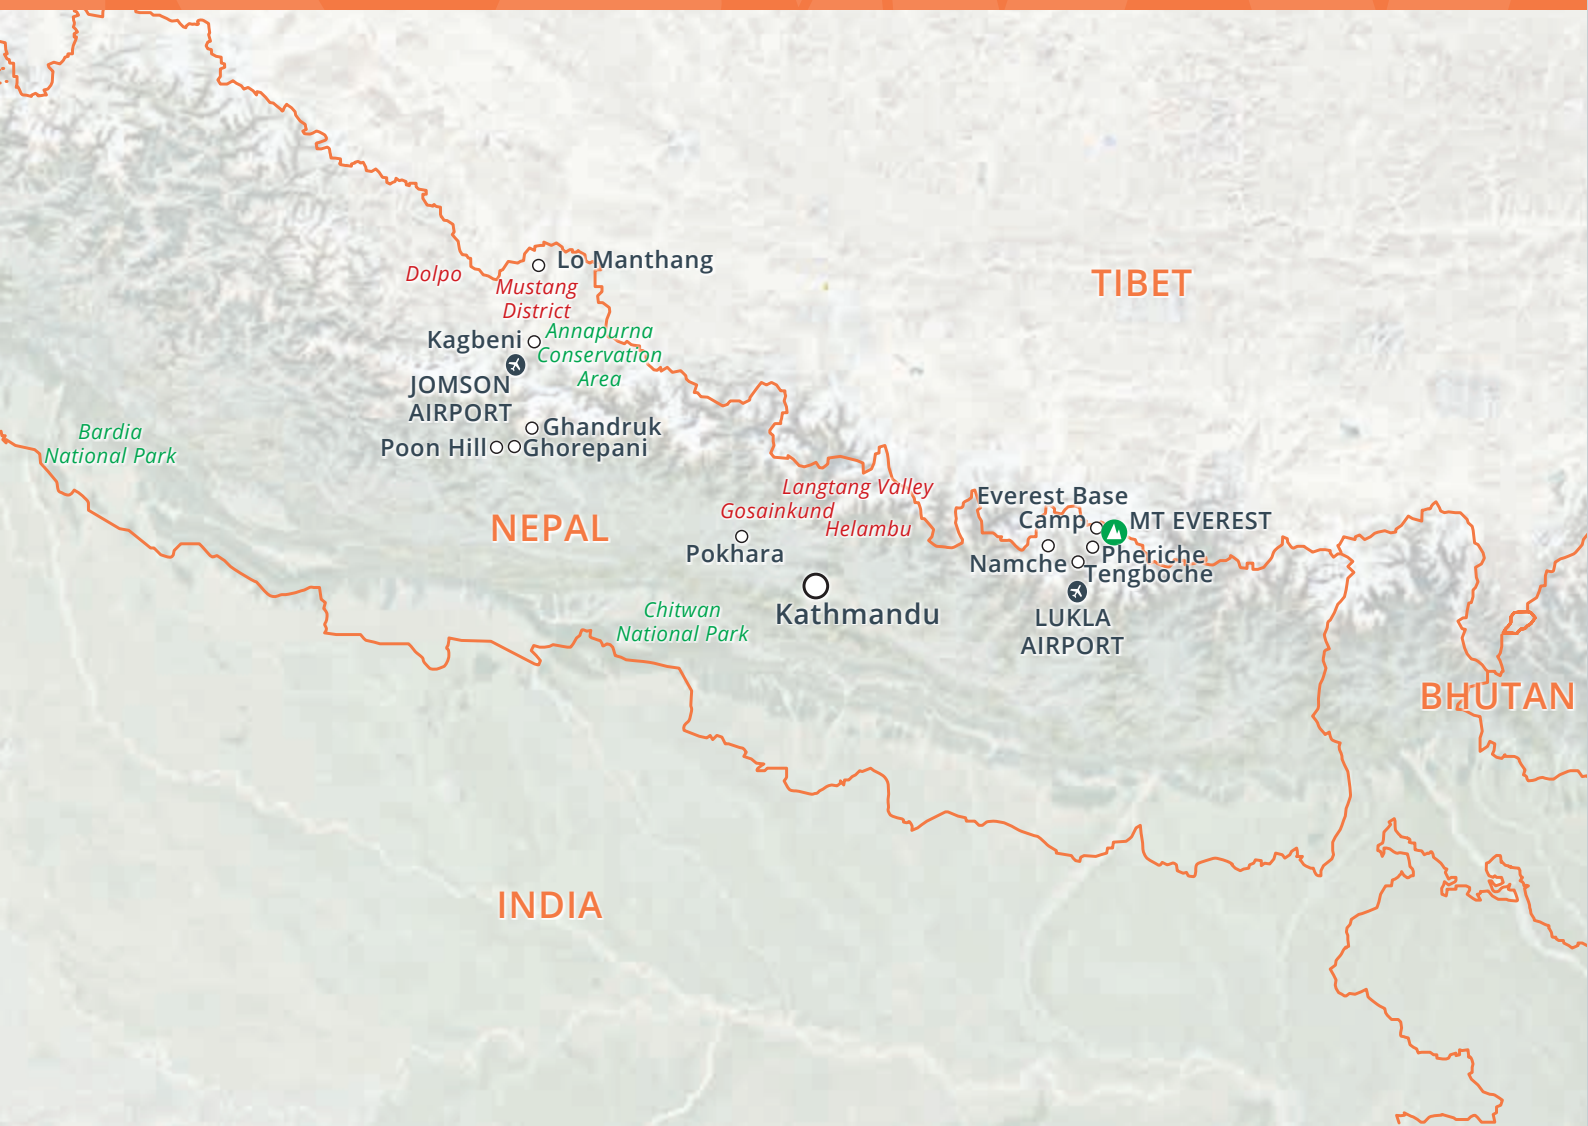 Lo Manthang
Dolpo
TIBET
Mustang
District
Kagbeni
Annapurna
Conservation
Area
JOMSON
AIRPORT
Ghandruk
Poon Hill
Ghorepani
Bardia
National Park
NEPAL
Langtang Valley
Gosainkund
Helambu
Pokhara
Everest Base
Camp
MT EVEREST
Pheriche
Namche
Tengboche
Kathmandu
Chitwan
National Park
LUKLA
AIRPORT
BHUTAN
INDIA